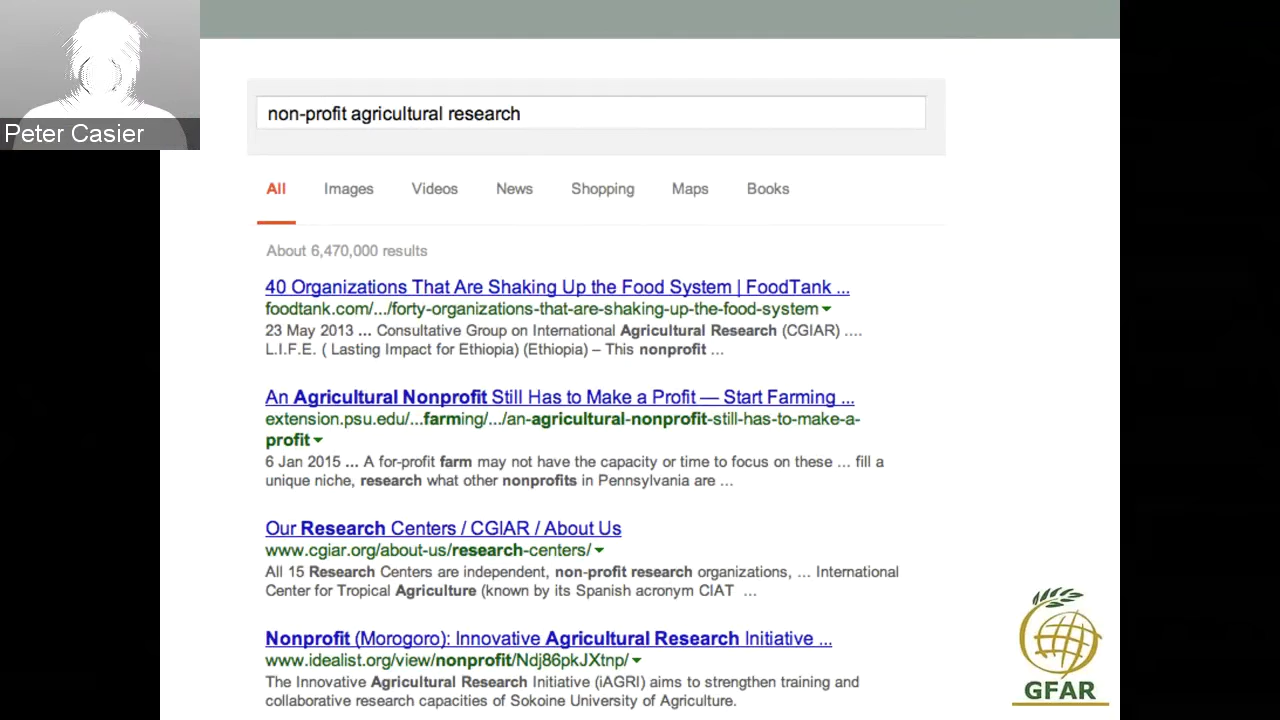 Peter Casier
non-profit agricultural research
All Images Videos News Shopping Maps Books
About 6,470,000 results
40 Organizations That Are Shaking Up the Food System | FoodTank ...
foodtank.com/.../forty-organizations-that-are-shaking-up-the-food-system
23 May 2013 ... Consultative Group on International Agricultural Research (CGIAR) ....
L.I.F.E. ( Lasting Impact for Ethiopia) (Ethiopia) – This nonprofit ...
An Agricultural Nonprofit Still Has to Make a Profit — Start Farming ...
extension.psu.edu/...farming/.../an-agricultural-nonprofit-still-has-to-make-a-
profit
6 Jan 2015 ... A for-profit farm may not have the capacity or time to focus on these ... fill a
unique niche, research what other nonprofits in Pennsylvania are ...
Our Research Centers / CGIAR / About Us
www.cgiar.org/about-us/research-centers/
All 15 Research Centers are independent, non-profit research organizations, ... International
Center for Tropical Agriculture (known by its Spanish acronym CIAT ...
Nonprofit (Morogoro): Innovative Agricultural Research Initiative ...
www.idealist.org/view/nonprofit/Ndj86pkJXtnp/
The Innovative Agricultural Research Initiative (iAGRI) aims to strengthen training and
collaborative research capacities of Sokoine University of Agriculture.
GFAR